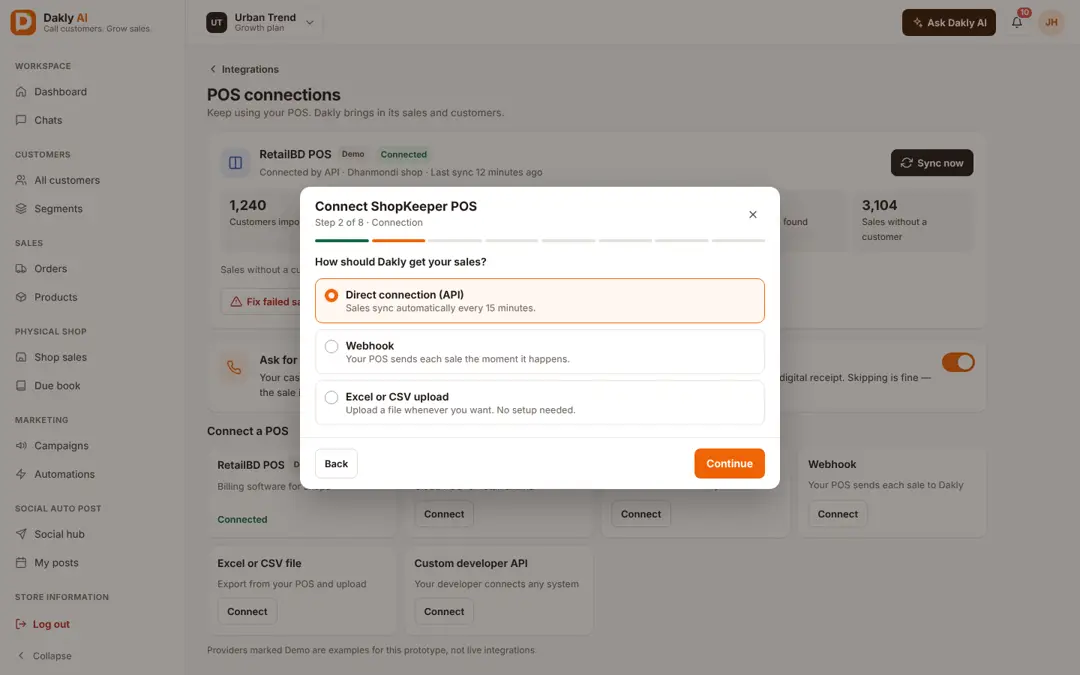 Dakly AI
Call customers. Grow sales.
UT
Urban Trend
Growth plan
Ask Dakly AI
10
JH
WORKSPACE
Dashboard
Chats
CUSTOMERS
All customers
Segments
SALES
Orders
Products
PHYSICAL SHOP
Shop sales
Due book
MARKETING
Campaigns
Automations
SOCIAL AUTO POST
Social hub
My posts
STORE INFORMATION
Log out
Collapse
Integrations
POS connections
Keep using your POS. Dakly brings in its sales and customers.
RetailBD POS Demo Connected
Connected by API · Dhanmondi shop · Last sync 12 minutes ago
Sync now
1,240
Customers
found
3,104
Sales without a
customer
Sales without a
Fix failed
Ask for
Your
digital receipt. Skipping is fine —
the sale
Connect ShopKeeper POS
Step 2 of 8 · Connection
How should Dakly get your sales?
Direct connection (API)
Sales sync automatically every 15 minutes.
Webhook
Your POS sends each sale the moment it happens.
Excel or CSV upload
Upload a file whenever you want. No setup needed.
Back
Continue
Connect a POS
RetailBD POS
Billing software for
Connected
Connect
Connect
Webhook
Your POS sends each sale to Dakly
Connect
Excel or CSV file
Export from your POS and upload
Connect
Custom developer API
Your developer connects any system
Connect
Providers marked Demo are examples for this prototype, not live integrations